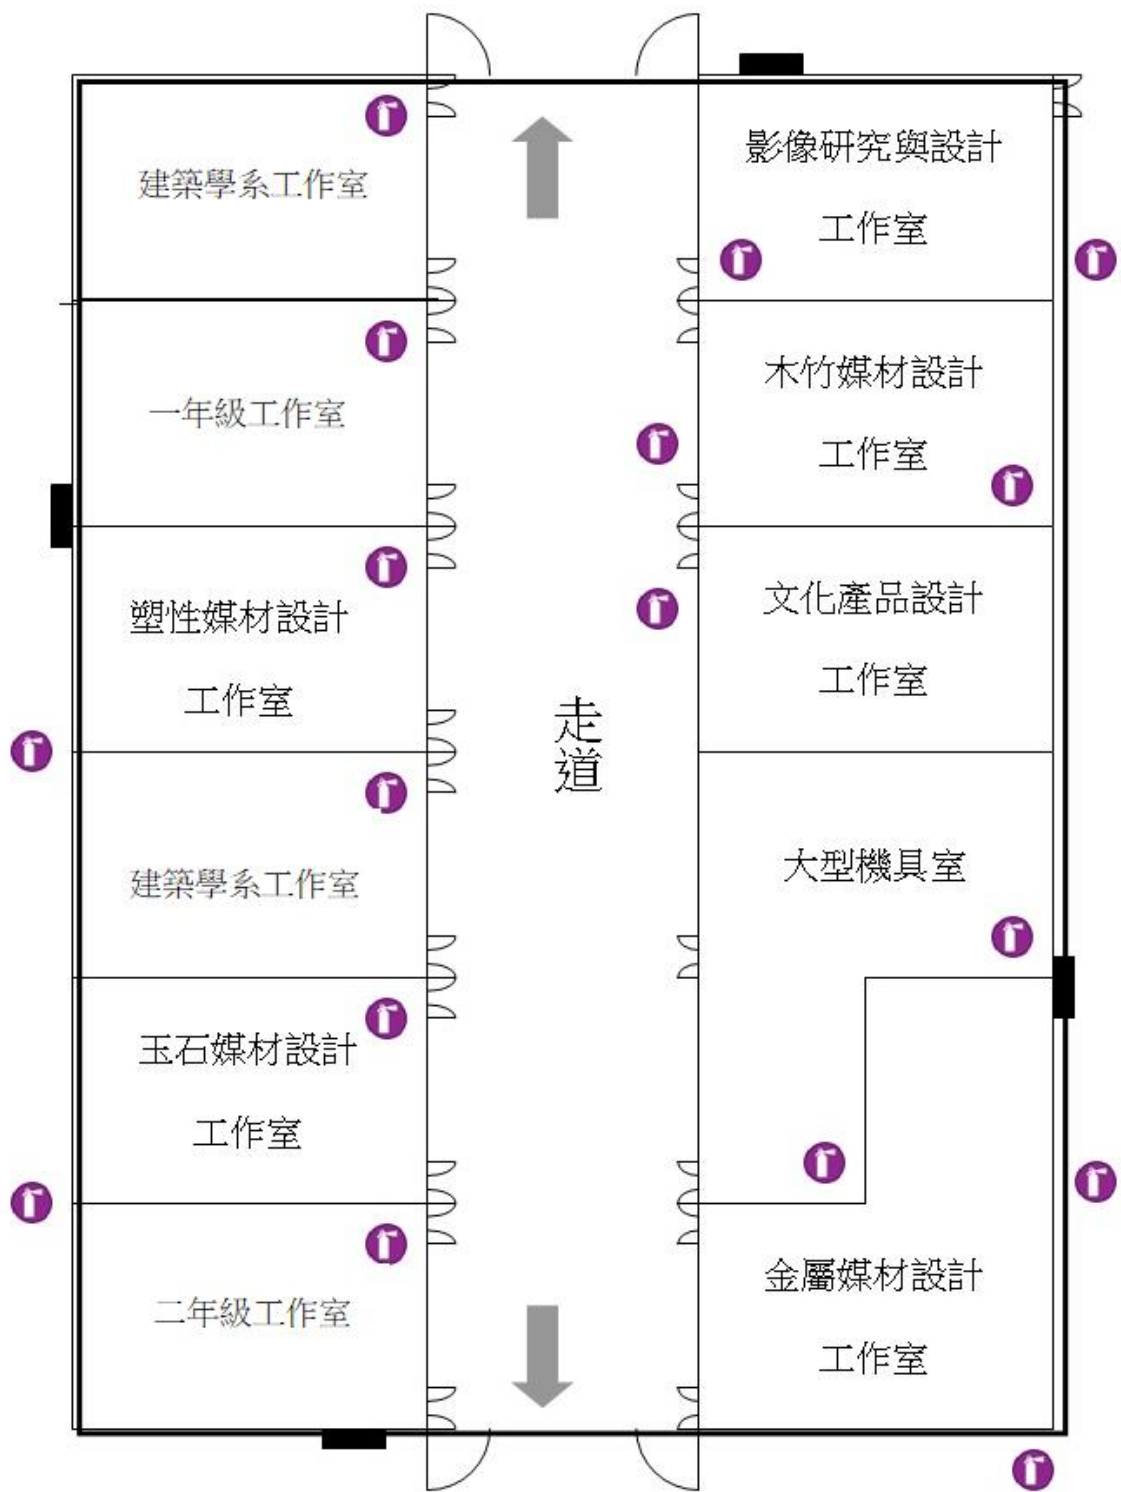 建築學系工作室
一年級工作室
塑性媒材設計
工作室
建築學系工作室
玉石媒材設計
工作室
二年級工作室
走道
影像研究與設計
工作室
木竹媒材設計
工作室
文化產品設計
工作室
大型機具室
金屬媒材設計
工作室